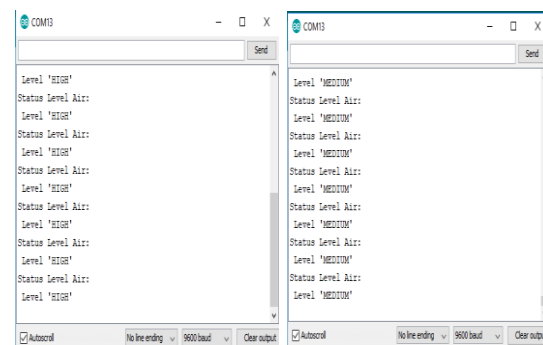 COM13
Send
Level 'HIGH'
Status Level Air:
Level 'HIGH'
Status Level Air:
Level 'HIGH'
Status Level Air:
Level 'HIGH'
Status Level Air:
Level 'HIGH'
Status Level Air:
Level 'HIGH'
Status Level Air:
Level 'HIGH'
Autoscroll
No line ending
9600 baud
Clear output
COM13
Send
Level 'MEDIUM'
Status Level Air:
Level 'MEDIUM'
Status Level Air:
Level 'MEDIUM'
Status Level Air:
Level 'MEDIUM'
Status Level Air:
Level 'MEDIUM'
Status Level Air:
Level 'MEDIUM'
Status Level Air:
Level 'MEDIUM'
Autoscroll
No line ending
9600 baud
Clear outpu